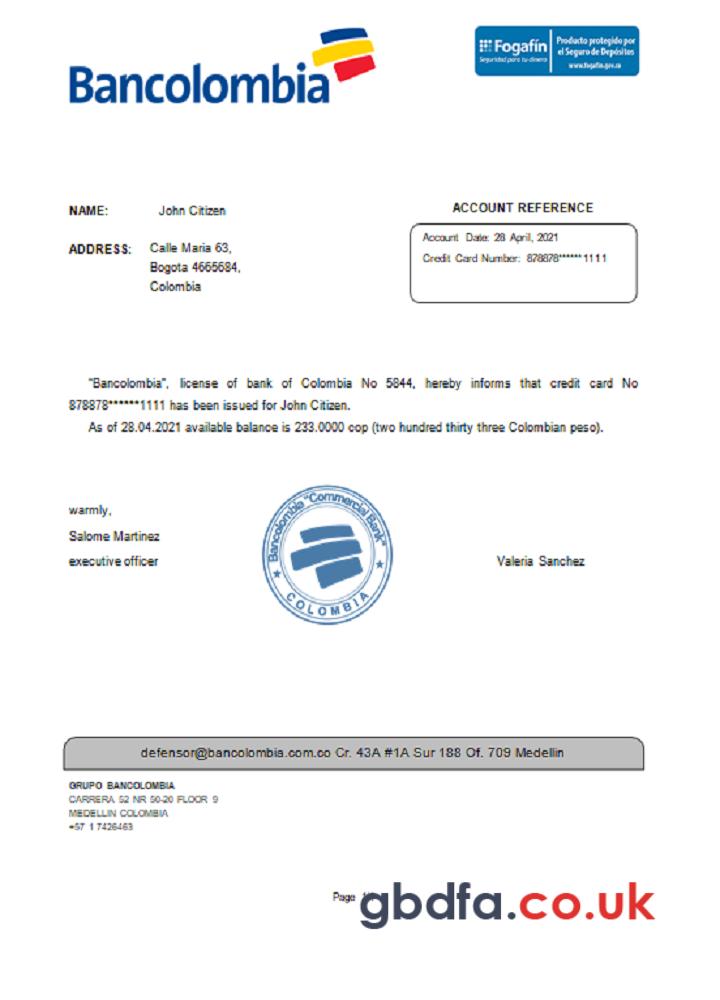 Bancolombia
Fogafín
Seguridad para tu dinero
Producto protegido por
el Seguro de Depósitos
www.fogafin.gov.co
NAME: John Citizen
ADDRESS: Calle Maria 63,
Bogota 4665684,
Colombia
ACCOUNT REFERENCE
Account Date: 28 April, 2021
Credit Card Number: 878878******1111
"Bancolombia", license of bank of Colombia No 5844, hereby informs that credit card No
878878******1111 has been issued for John Citizen.
As of 28.04.2021 available balance is 233.0000 cop (two hundred thirty three Colombian peso).
warmly,
Salome Martinez
executive officer
Bancolombia "Commercial Bank"
COLOMBIA
Valeria Sanchez
defensor@bancolombia.com.co Cr. 43A #1A Sur 188 Of. 709 Medellin
GRUPO BANCOLOMBIA
CARRERA 52 NR 50-20 FLOOR 9
MEDELLIN COLOMBIA
+57 1 7426463
Page
gbdfa.co.uk